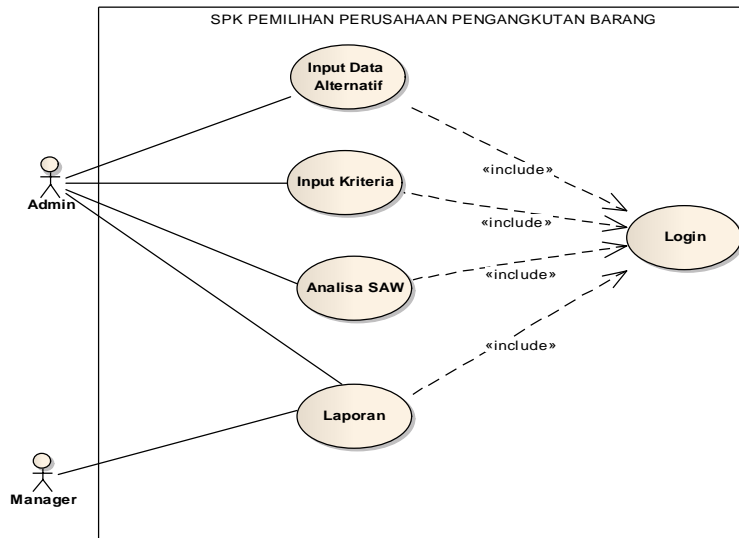 SPK PEMILIHAN PERUSAHAAN PENGANGKUTAN BARANG
Input Data
Alternatif
«include»
Input Kriteria
Admin
«include»
Login
Analisa SAW
«include»
«include»
Laporan
Manager